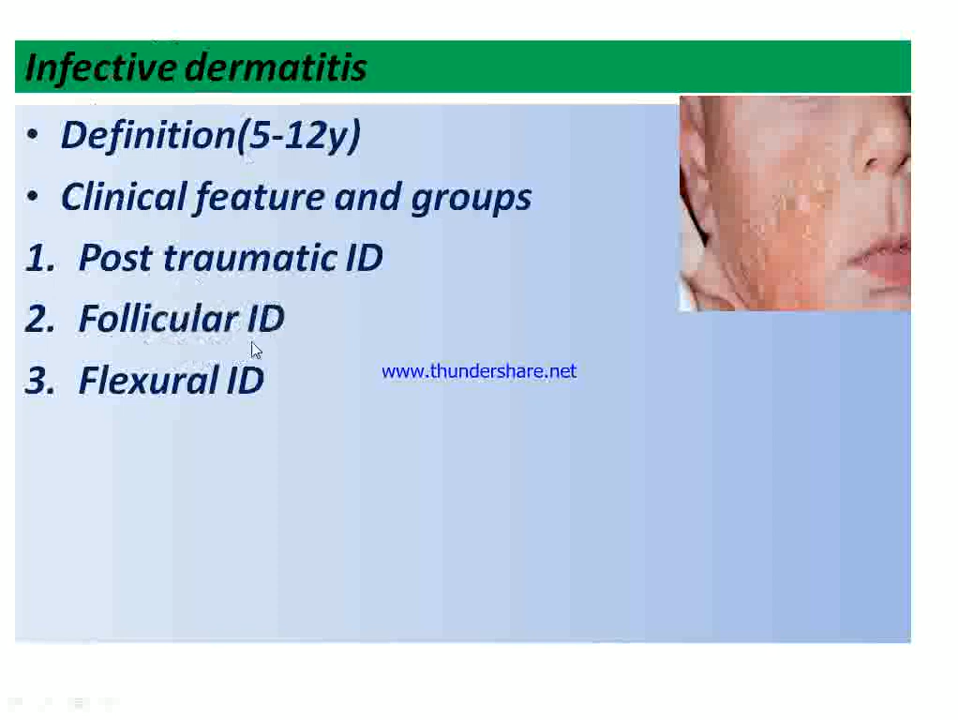 Infective dermatitis
• Definition(5-12y)
• Clinical feature and groups
1. Post traumatic ID
2. Follicular ID
3. Flexural ID
www.thundershare.net